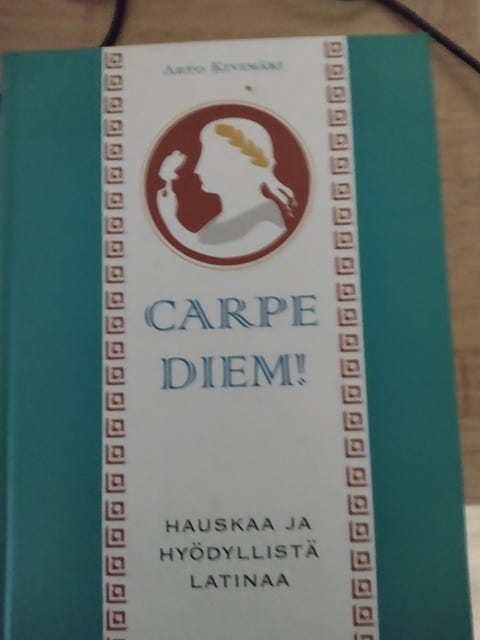 ARTO KIVIMÄKI
CARPE
DIEM!
HAUSKAA JA
HYÖDYLLISTÄ
LATINAA